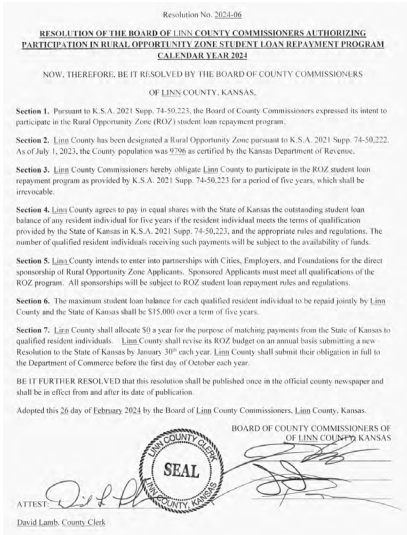 Resolution No. 2024-06
RESOLUTION OF THE BOARD OF LINN COUNTY COMMISSIONERS AUTHORIZING
PARTICIPATION IN RURAL OPPORTUNITY ZONE STUDENT LOAN REPAYMENT PROGRAM
CALENDAR YEAR 2024
NOW, THEREFORE, BE IT RESOLVED BY THE BOARD OF COUNTY COMMISSIONERS
OF LINN COUNTY, KANSAS,
Section 1. Pursuant to K.S.A. 2021 Supp. 74-50,223, the Board of County Commissioners expressed its intent to
participate in the Rural Opportunity Zone (ROZ) student loan repayment program.
Section 2. Linn County has been designated a Rural Opportunity Zone pursuant to K.S.A. 2021 Supp. 74-50,222.
As of July 1, 2023, the County population was 9796 as certified by the Kansas Department of Revenue.
Section 3. Linn County Commissioners hereby obligate Linn County to participate in the ROZ student loan
repayment program as provided by K.S.A. 2021 Supp. 74-50,223 for a period of five years, which shall be
irrevocable.
Section 4. Linn County agrees to pay in equal shares with the State of Kansas the outstanding student loan
balance of any resident individual for five years if the resident individual meets the terms of qualification
provided by the State of Kansas in K.S.A. 2021 Supp. 74-50,223, and the appropriate rules and regulations. The
number of qualified resident individuals receiving such payments will be subject to the availability of funds.
Section 5. Linn County intends to enter into partnerships with Cities, Employers, and Foundations for the direct
sponsorship of Rural Opportunity Zone Applicants. Sponsored Applicants must meet all qualifications of the
ROZ program. All sponsorships will be subject to ROZ student loan repayment rules and regulations.
Section 6. The maximum student loan balance for each qualified resident individual to be repaid jointly by Linn
County and the State of Kansas shall be $15,000 over a term of five years.
Section 7. Linn County shall allocate $0 a year for the purpose of matching payments from the State of Kansas to
qualified resident individuals. Linn County shall revise its ROZ budget on an annual basis submitting a new
Resolution to the State of Kansas by January 30th each year. Linn County shall submit their obligation in full to
the Department of Commerce before the first day of October each year.
BE IT FURTHER RESOLVED that this resolution shall be published once in the official county newspaper and
shall be in effect from and after its date of publication.
Adopted this 26 day of February 2024 by the Board of Linn County Commissioners, Linn County, Kansas.
BOARD OF COUNTY COMMISSIONERS OF
OF LINN COUNTY, KANSAS
LINN COUNTY CLERK
SEAL
LINN COUNTY, KANSAS
ATTEST:
David Lamb, County Clerk